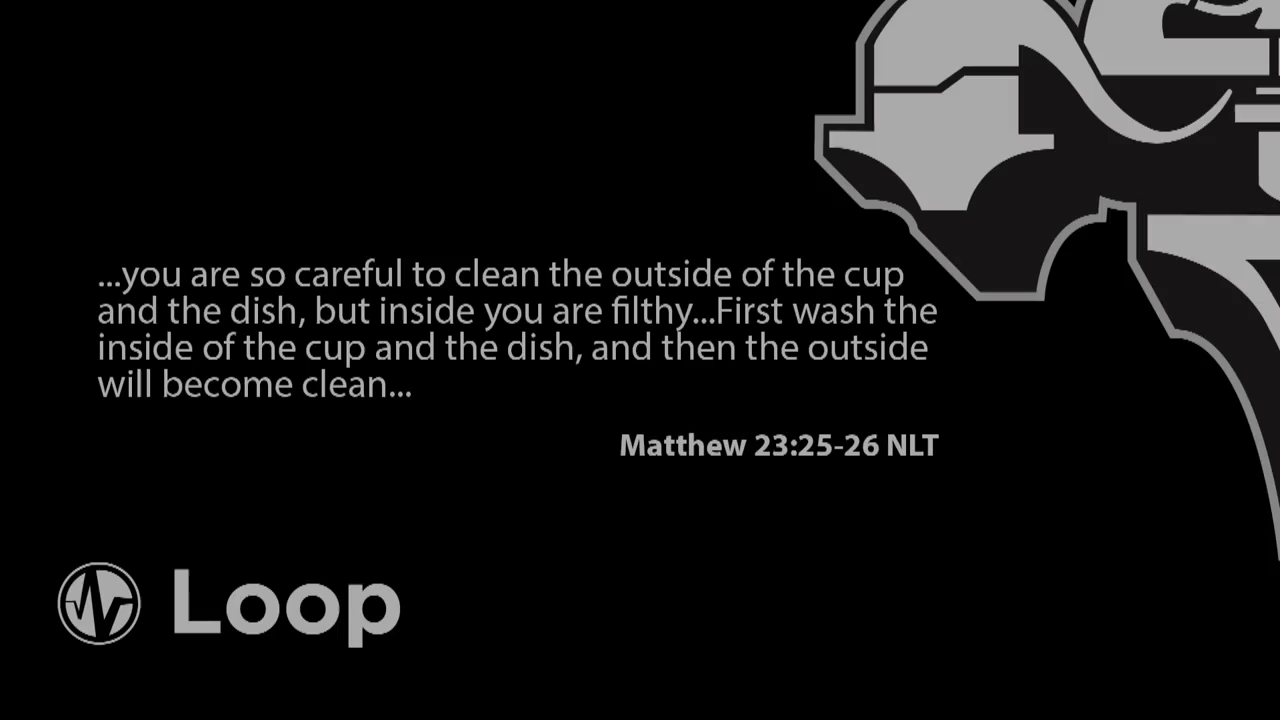 ...you are so careful to clean the outside of the cup
and the dish, but inside you are filthy...First wash the
inside of the cup and the dish, and then the outside
will become clean...
Matthew 23:25-26 NLT
Loop